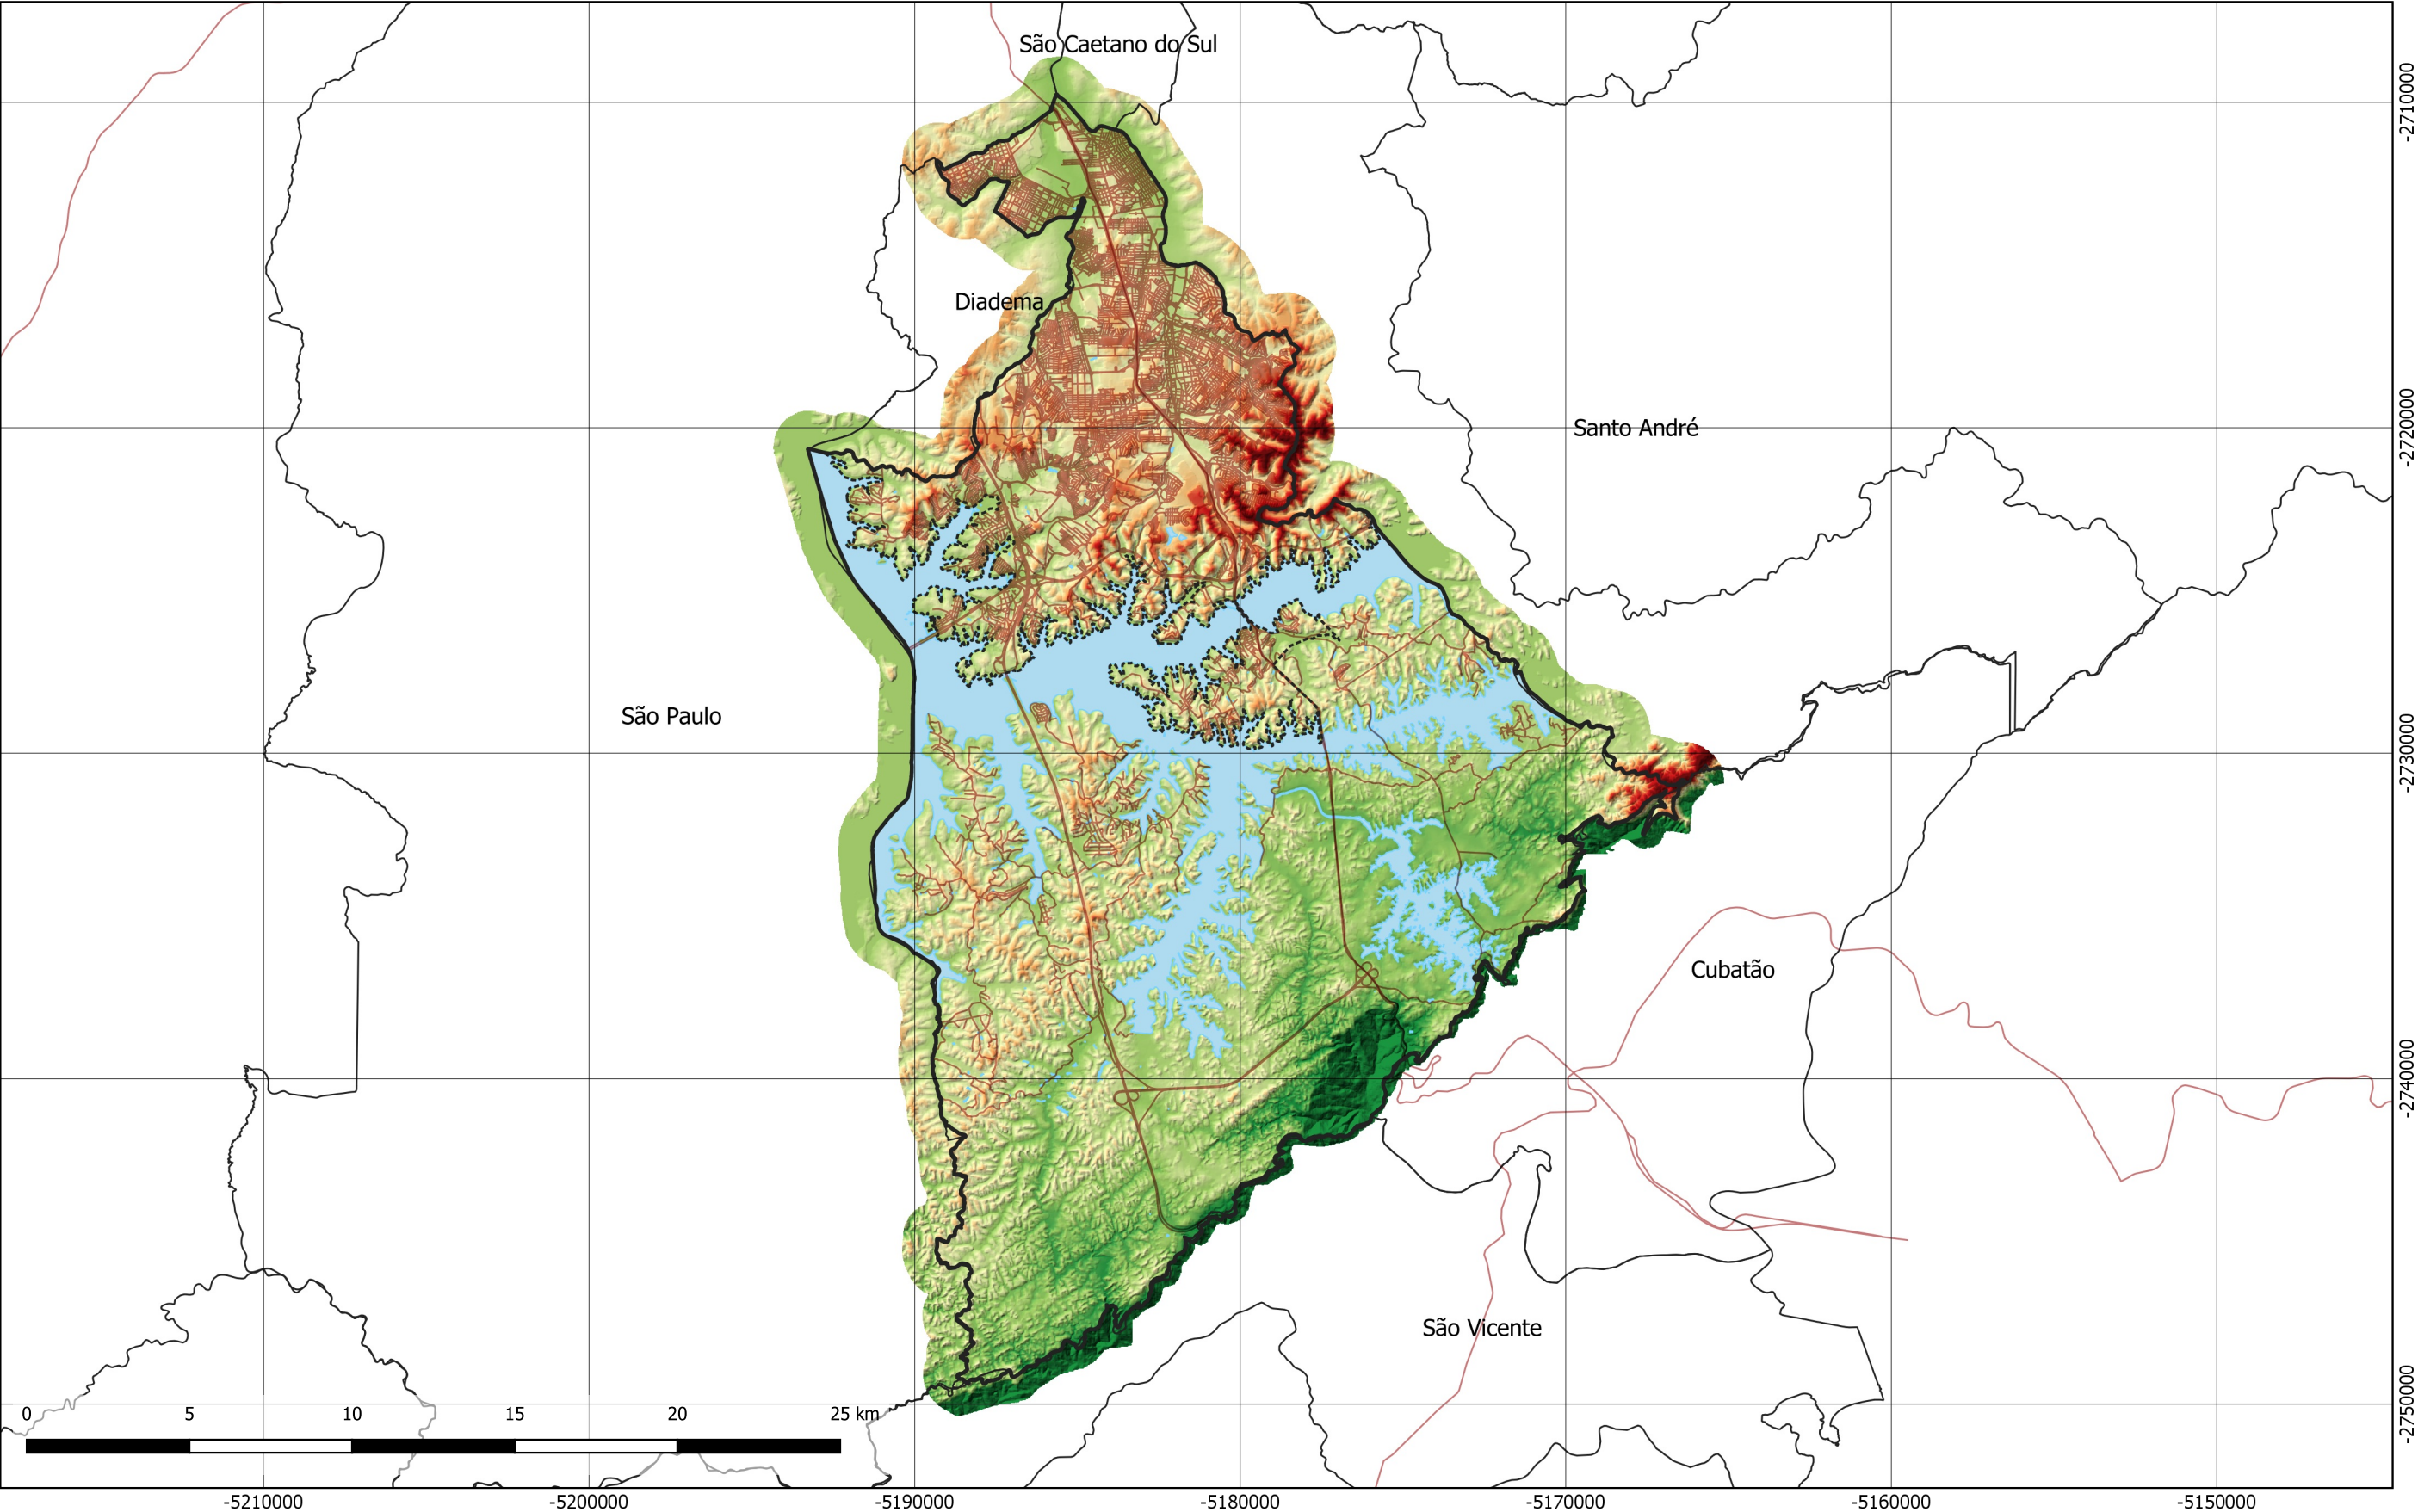 São Caetano do Sul
-2710000
Diadema
Santo André
-2720000
São Paulo
-2730000
Cubatão
-2740000
São Vicente
-2750000
0 5 10 15 20 25 km
-5210000 -5200000 -5190000 -5180000 -5170000 -5160000 -5150000